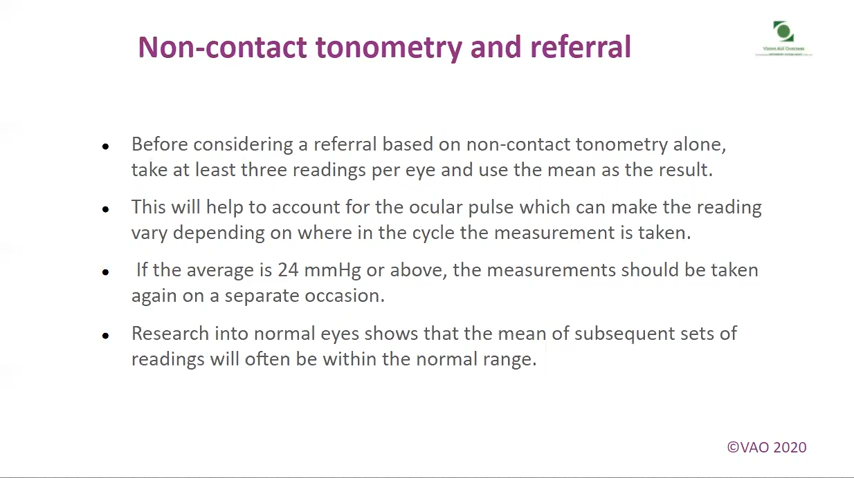 Non-contact tonometry and referral
Vision Aid Overseas
• Before considering a referral based on non-contact tonometry alone,
take at least three readings per eye and use the mean as the result.
• This will help to account for the ocular pulse which can make the reading
vary depending on where in the cycle the measurement is taken.
• If the average is 24 mmHg or above, the measurements should be taken
again on a separate occasion.
• Research into normal eyes shows that the mean of subsequent sets of
readings will often be within the normal range.
©VAO 2020